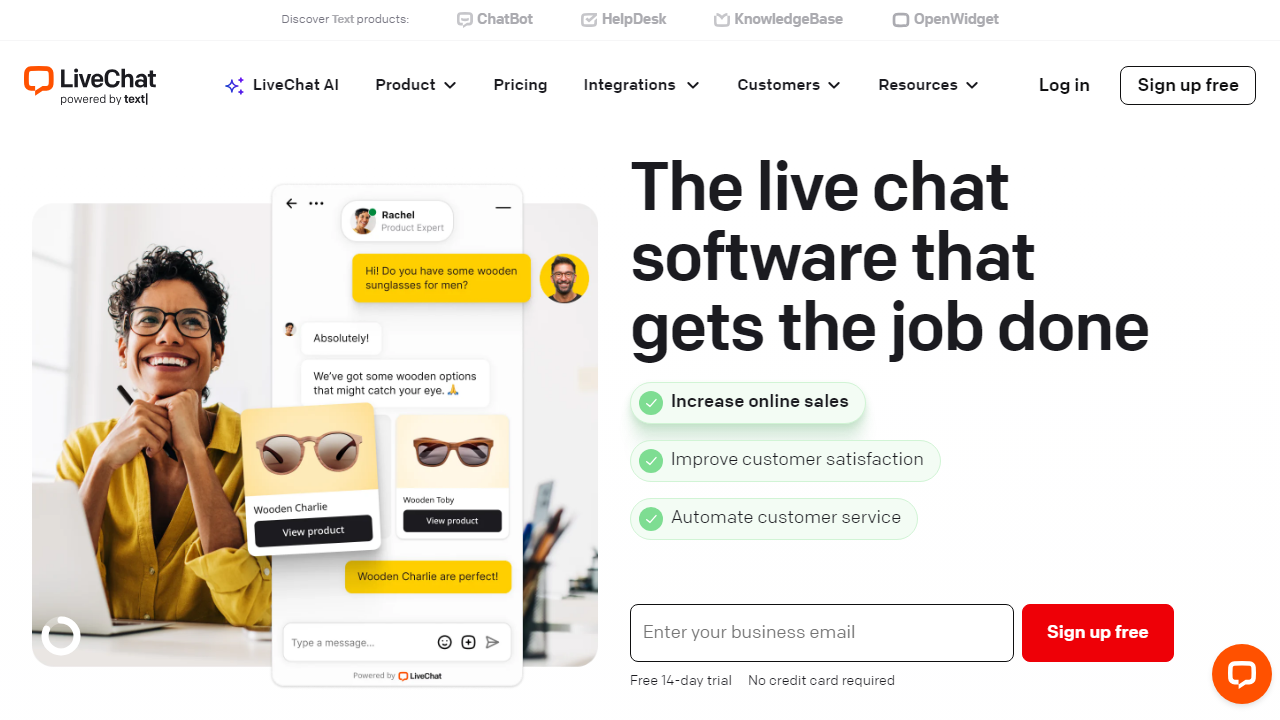 Discover Text products:
ChatBot
HelpDesk
KnowledgeBase
OpenWidget
LiveChat
powered by text|
LiveChat AI
Product
Pricing
Integrations
Customers
Resources
Log in
Sign up free
Rachel
Product Expert
Hi! Do you have some wooden
sunglasses for men?
Absolutely!
We've got some wooden options
that might catch your eye. 🙏
Wooden Charlie
View product
Wooden Toby
View product
Wooden Charlie are perfect!
Type a message...
Powered by LiveChat
The live chat
software that
gets the job done
Increase online sales
Improve customer satisfaction
Automate customer service
Enter your business email
Sign up free
Free 14-day trial
No credit card required